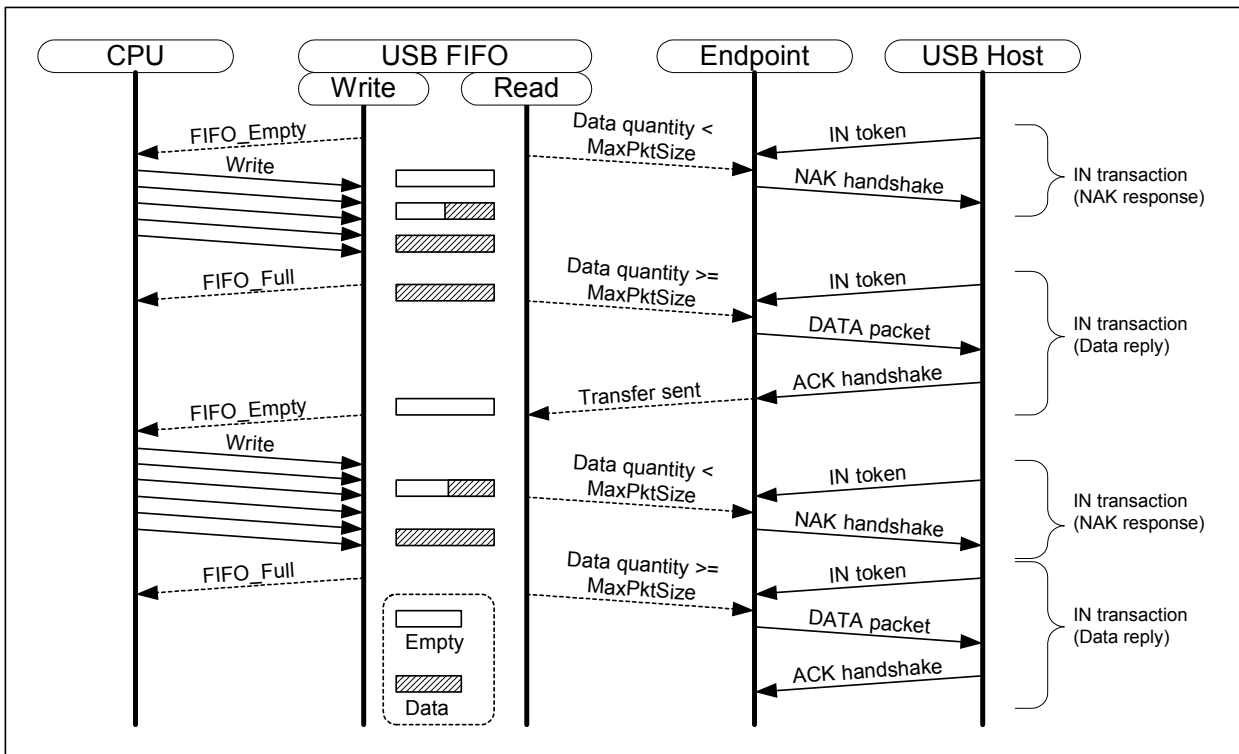 CPU
USB FIFO
Endpoint
USB Host
Write
Read
FIFO_Empty
Data quantity <
MaxPktSize
IN token
Write
NAK handshake
IN transaction
(NAK response)
FIFO_Full
Data quantity >=
MaxPktSize
IN token
DATA packet
IN transaction
(Data reply)
ACK handshake
Transfer sent
FIFO_Empty
Write
Data quantity <
MaxPktSize
IN token
NAK handshake
IN transaction
(NAK response)
FIFO_Full
Data quantity >=
MaxPktSize
IN token
DATA packet
IN transaction
(Data reply)
Empty
ACK handshake
Data